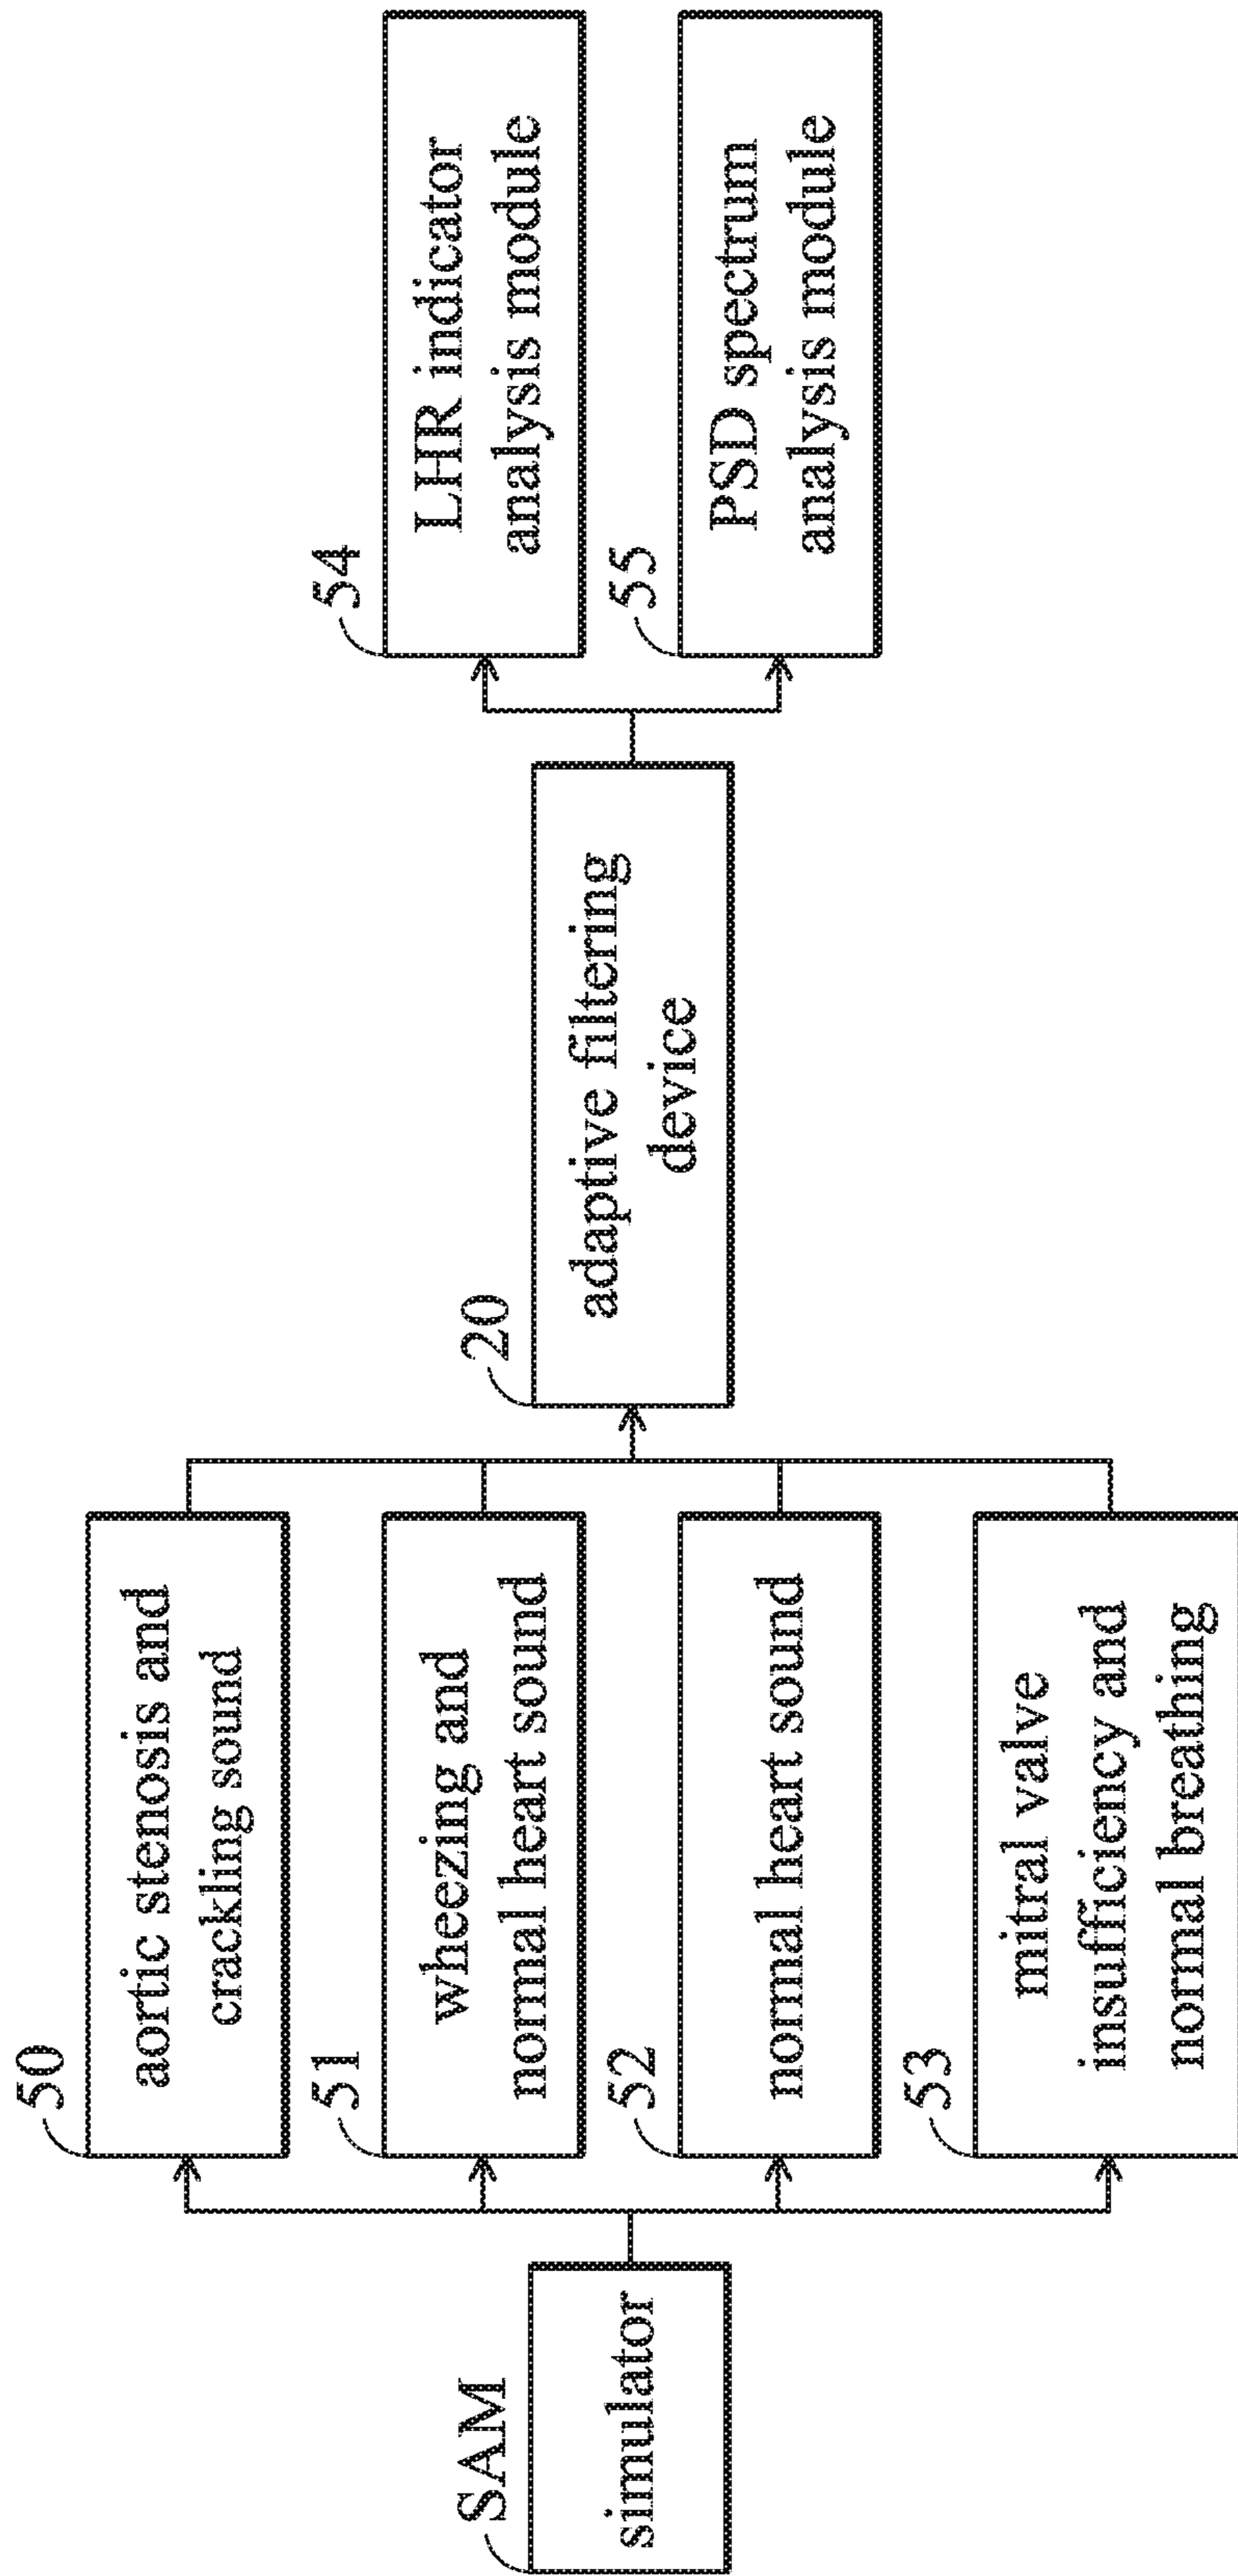 SAM
simulator
50
aortic stenosis and
crackling sound
51
wheezing and
normal heart sound
52
normal heart sound
53
mitral valve
insufficiency and
normal breathing
20
adaptive filtering
device
54
LHR indicator
analysis module
55
PSD spectrum
analysis module